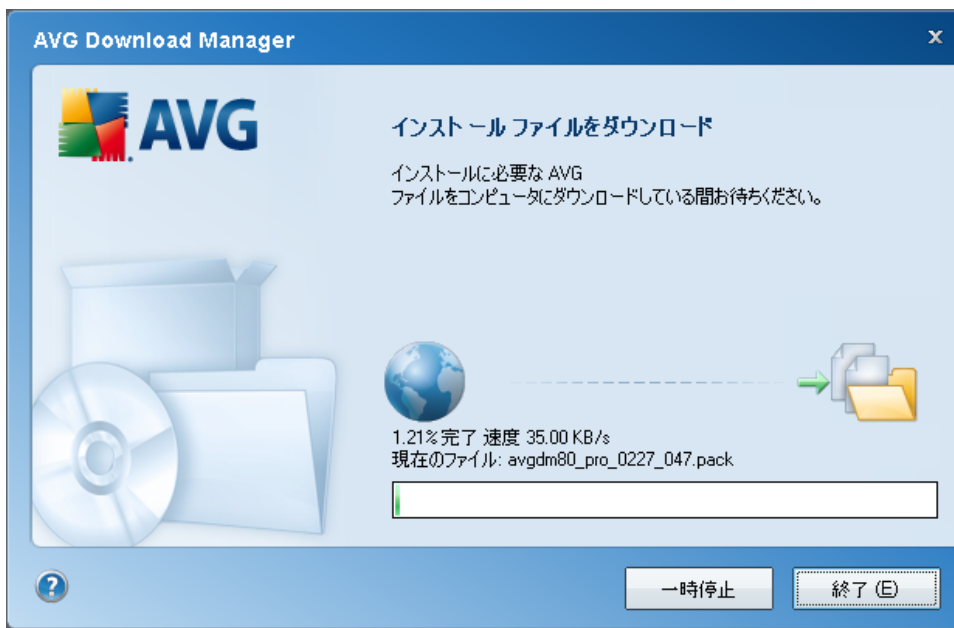 AVG Download Manager
x
AVG
インストール ファイルをダウンロード
インストールに必要な AVG
ファイルをコンピュータにダウンロードしている間お待ちください。
1.21% 完了 速度 35.00 KB/s
現在のファイル: avgdm80_pro_0227_047.pack
?
一時停止
終了 (E)